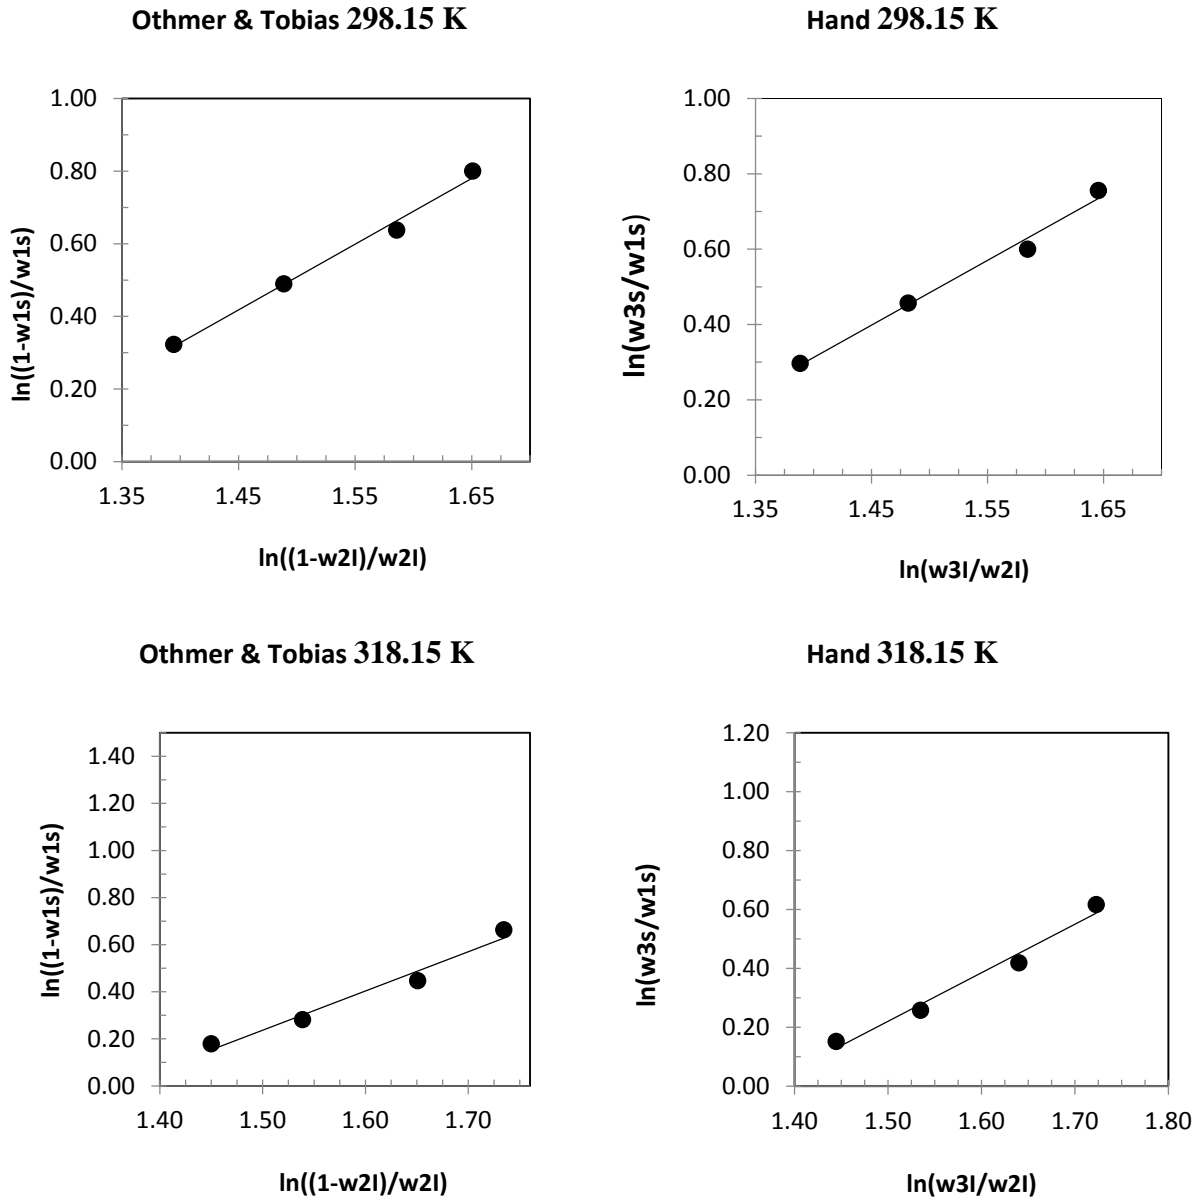 Othmer & Tobias 298.15 K
ln((1-w1s)/w1s)
1.00
0.80
0.60
0.40
0.20
0.00
1.35 1.45 1.55 1.65
ln((1-w2I)/w2I)
Hand 298.15 K
ln(w3s/w1s)
1.00
0.80
0.60
0.40
0.20
0.00
1.35 1.45 1.55 1.65
ln(w3I/w2I)
Othmer & Tobias 318.15 K
ln((1-w1s)/w1s)
1.40
1.20
1.00
0.80
0.60
0.40
0.20
0.00
1.40 1.50 1.60 1.70
ln((1-w2I)/w2I)
Hand 318.15 K
ln(w3s/w1s)
1.20
1.00
0.80
0.60
0.40
0.20
0.00
1.40 1.50 1.60 1.70 1.80
ln(w3I/w2I)